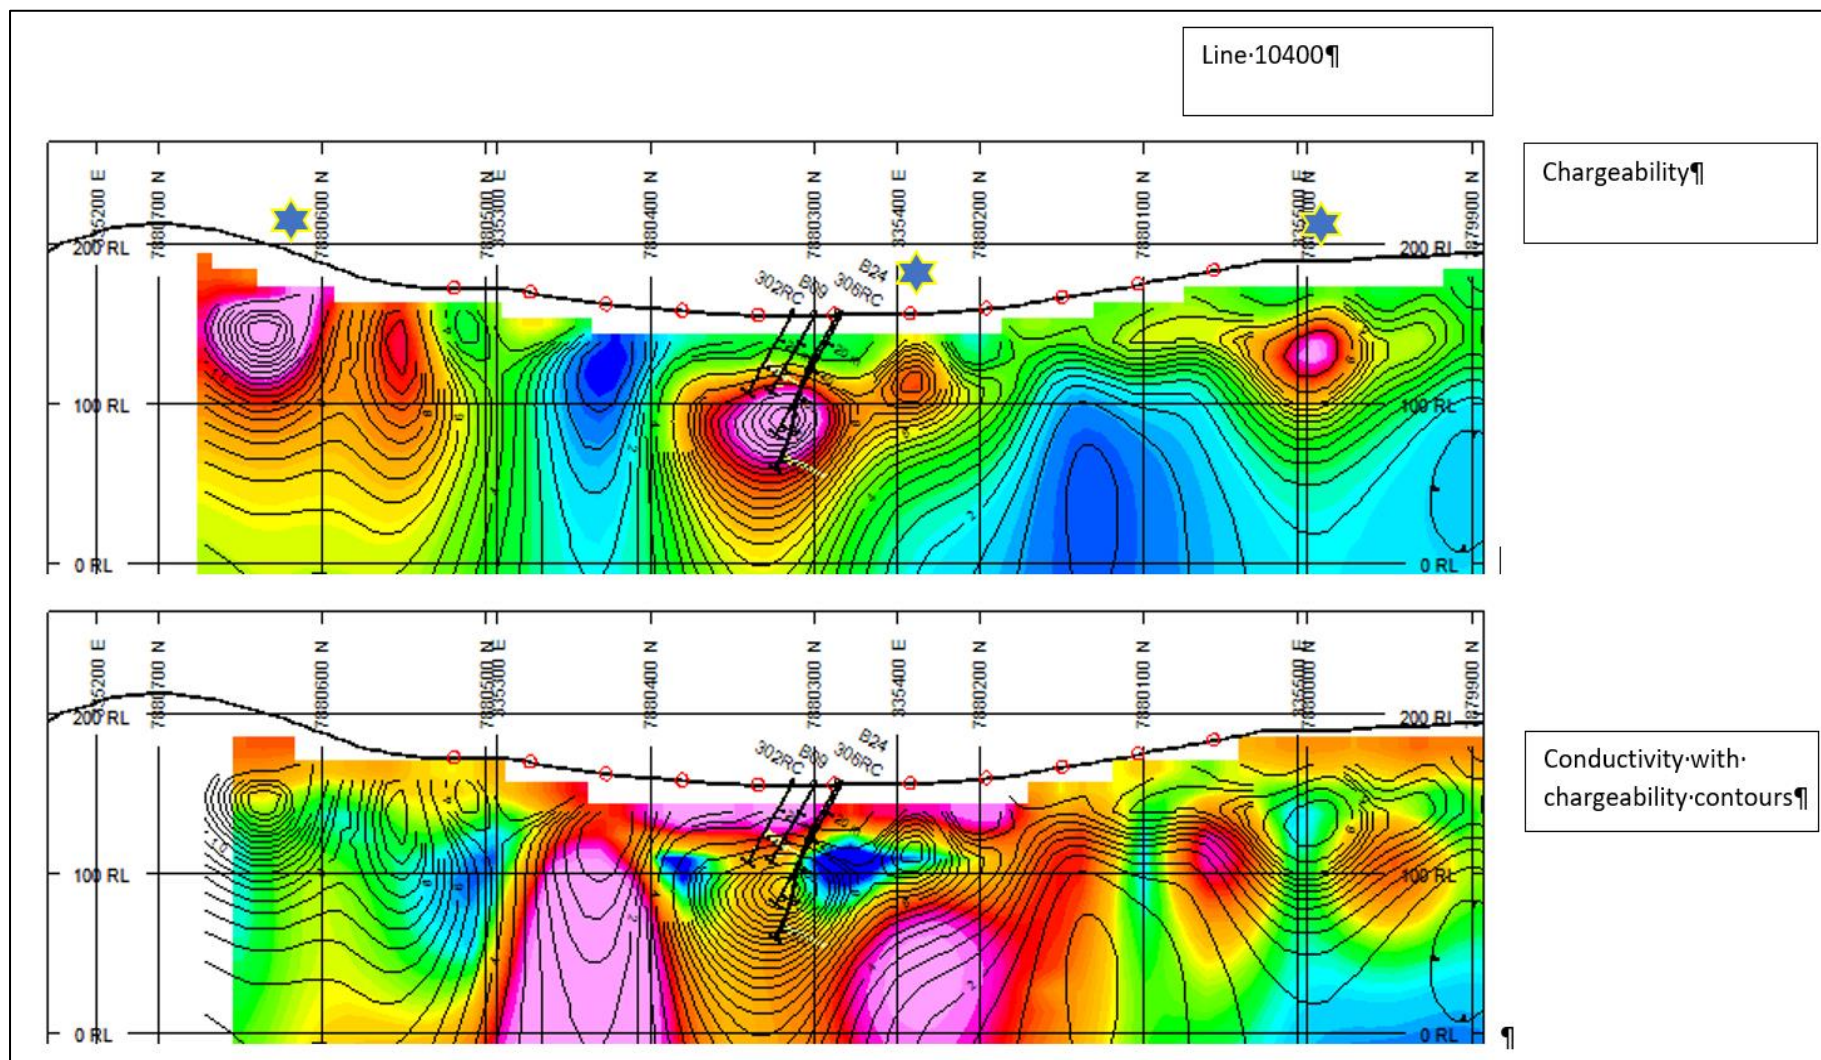 Line·10400¶
Chargeability¶
335200 E
7880700 N
7880600 N
7880500 N
335300 E
7880400 N
7880300 N
335400 E
7880200 N
7880100 N
335500 E
7879900 N
200 RL
200 RL
302RC
B09
B24
306RC
100 RL
100 RL
0 RL
0 RL
Conductivity·with·
chargeability·contours¶
335200 E
7880700 N
7880600 N
7880500 N
335300 E
7880400 N
7880300 N
335400 E
7880200 N
7880100 N
335500 E
7880000 N
7879900 N
200 RL
200 RL
302RC
B09
B24
306RC
100 RL
100 RL
0 RL
0 RL
¶